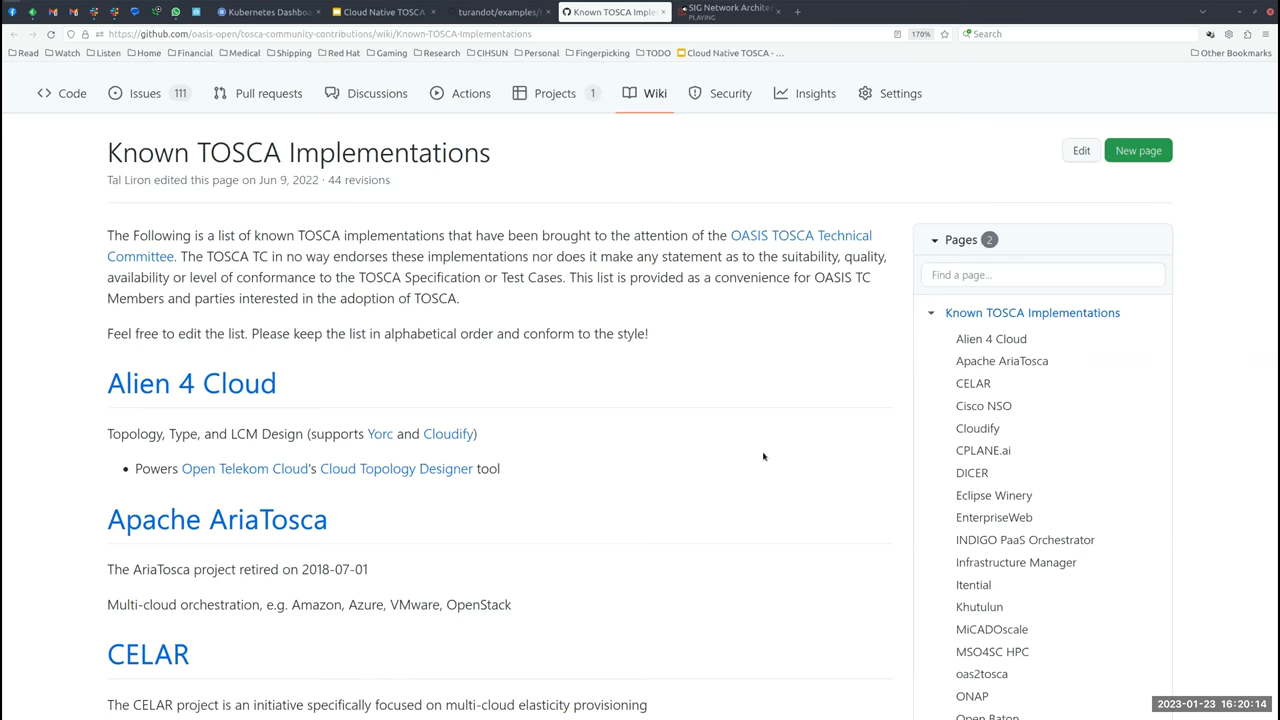 Kubernetes Dashboa
Cloud Native TOSCA
turandot/examples/
Known TOSCA Imple
SIG Network Archite
PLAYING
https://github.com/oasis-open/tosca-community-contributions/wiki/Known-TOSCA-Implementations
170%
Search
Read
Watch
Listen
Home
Financial
Medical
Shipping
Red Hat
Gaming
Research
CIHSUN
Personal
Fingerpicking
TODO
Cloud Native TOSCA - ...
Other Bookmarks
Code
Issues 111
Pull requests
Discussions
Actions
Projects 1
Wiki
Security
Insights
Settings
Known TOSCA Implementations
Tal Liron edited this page on Jun 9, 2022 · 44 revisions
Edit
New page
The Following is a list of known TOSCA implementations that have been brought to the attention of the OASIS TOSCA Technical
Committee. The TOSCA TC in no way endorses these implementations nor does it make any statement as to the suitability, quality,
availability or level of conformance to the TOSCA Specification or Test Cases. This list is provided as a convenience for OASIS TC
Members and parties interested in the adoption of TOSCA.
Feel free to edit the list. Please keep the list in alphabetical order and conform to the style!
Alien 4 Cloud
Topology, Type, and LCM Design (supports Yorc and Cloudify)
• Powers Open Telekom Cloud's Cloud Topology Designer tool
Apache AriaTosca
The AriaTosca project retired on 2018-07-01
Multi-cloud orchestration, e.g. Amazon, Azure, VMware, OpenStack
CELAR
The CELAR project is an initiative specifically focused on multi-cloud elasticity provisioning
Pages 2
Find a page...
Known TOSCA Implementations
Alien 4 Cloud
Apache AriaTosca
CELAR
Cisco NSO
Cloudify
CPLANE.ai
DICER
Eclipse Winery
EnterpriseWeb
INDIGO PaaS Orchestrator
Infrastructure Manager
Itential
Khutulun
MiCADOscale
MSO4SC HPC
oas2tosca
ONAP
Open Baton
2023-01-23 16:20:14